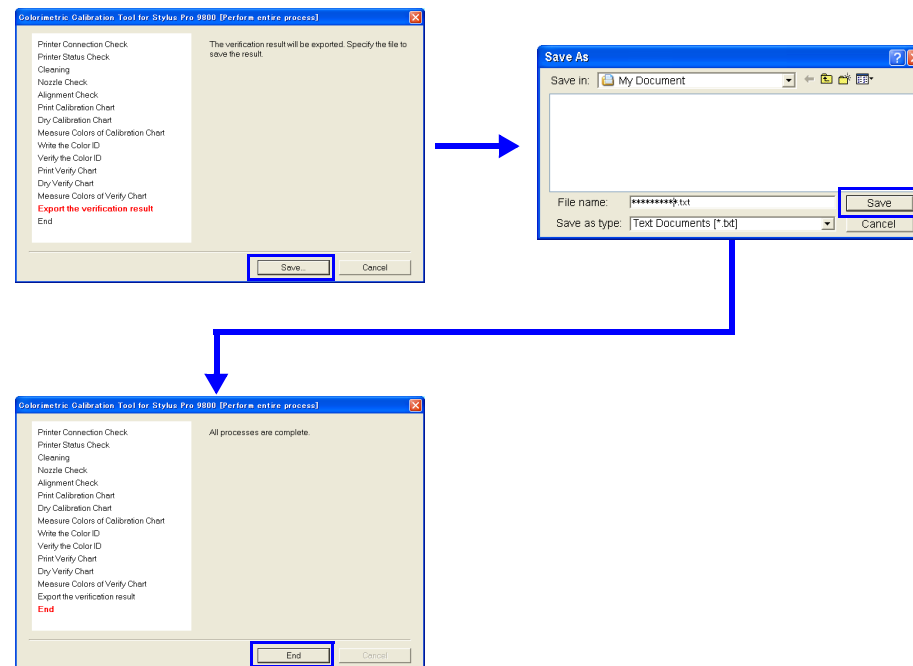 Colorimetric Calibration Tool for Stylus Pro 9800 [Perform entire process]
Printer Connection Check
Printer Status Check
Cleaning
Nozzle Check
Alignment Check
Print Calibration Chart
Dry Calibration Chart
Measure Colors of Calibration Chart
Write the Color ID
Verify the Color ID
Print Verify Chart
Dry Verify Chart
Measure Colors of Verify Chart
Export the verification result
End
The verification result will be exported. Specify the file to
save the result.
Save...
Cancel
Save As
Save in:
My Document
File name:
**********.txt
Save
Save as type:
Text Documents [*.txt]
Cancel
Colorimetric Calibration Tool for Stylus Pro 9800 [Perform entire process]
Printer Connection Check
Printer Status Check
Cleaning
Nozzle Check
Alignment Check
Print Calibration Chart
Dry Calibration Chart
Measure Colors of Calibration Chart
Write the Color ID
Verify the Color ID
Print Verify Chart
Dry Verify Chart
Measure Colors of Verify Chart
Export the verification result
End
All processes are complete.
End
Cancel